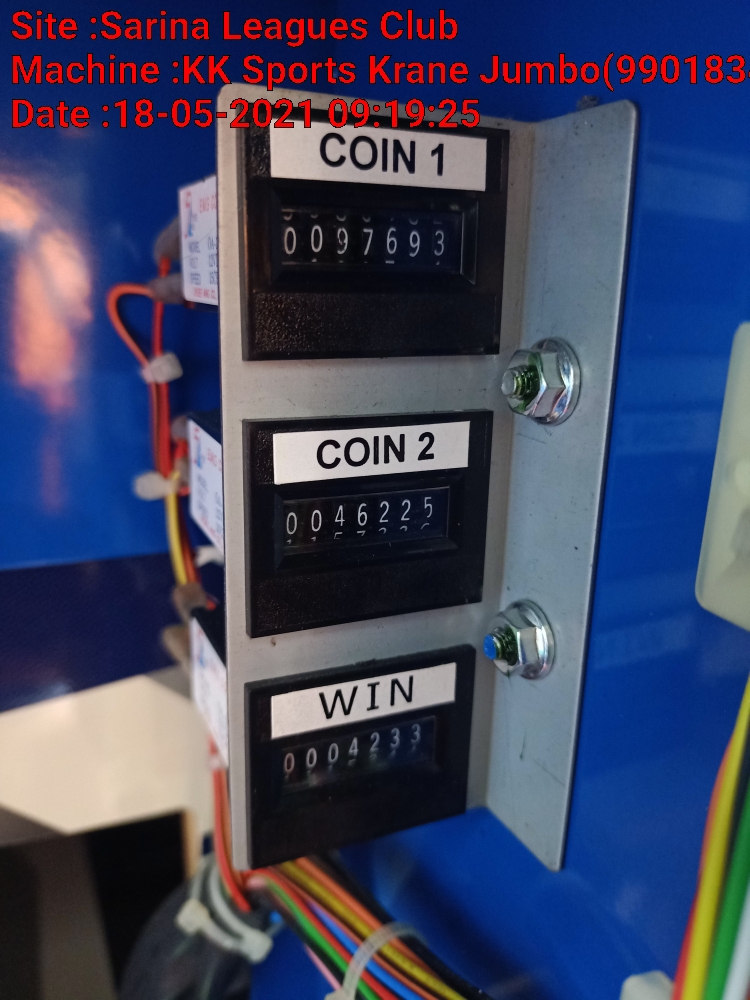 Site :Sarina Leagues Club
Machine :KK Sports Krane Jumbo(990183
Date :18-05-2021 09:19:25
COIN 1
0097693
COIN 2
0046225
WIN
0004233